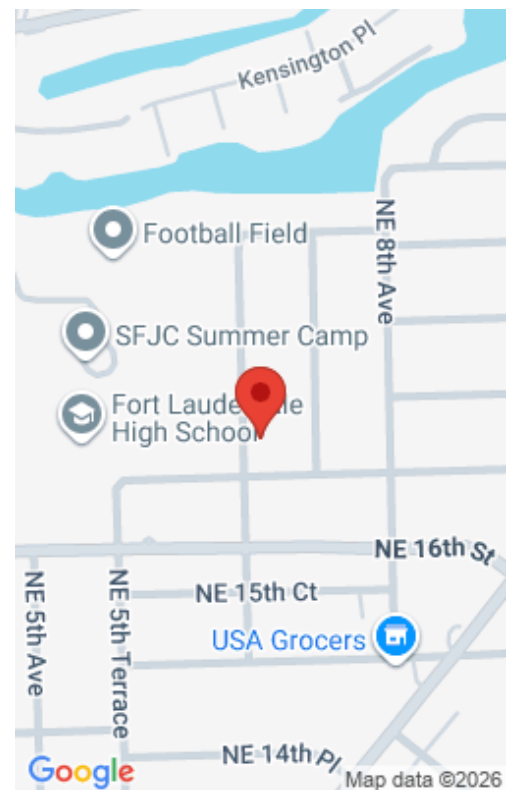 Kensington Pl
Football Field
NE 8th Ave
SFJC Summer Camp
Fort Lauderdale
High School
NE 16th St
NE 5th Ave
NE 5th Terrace
NE 15th Ct
USA Grocers
NE 14th Pl
Google
Map data ©2026